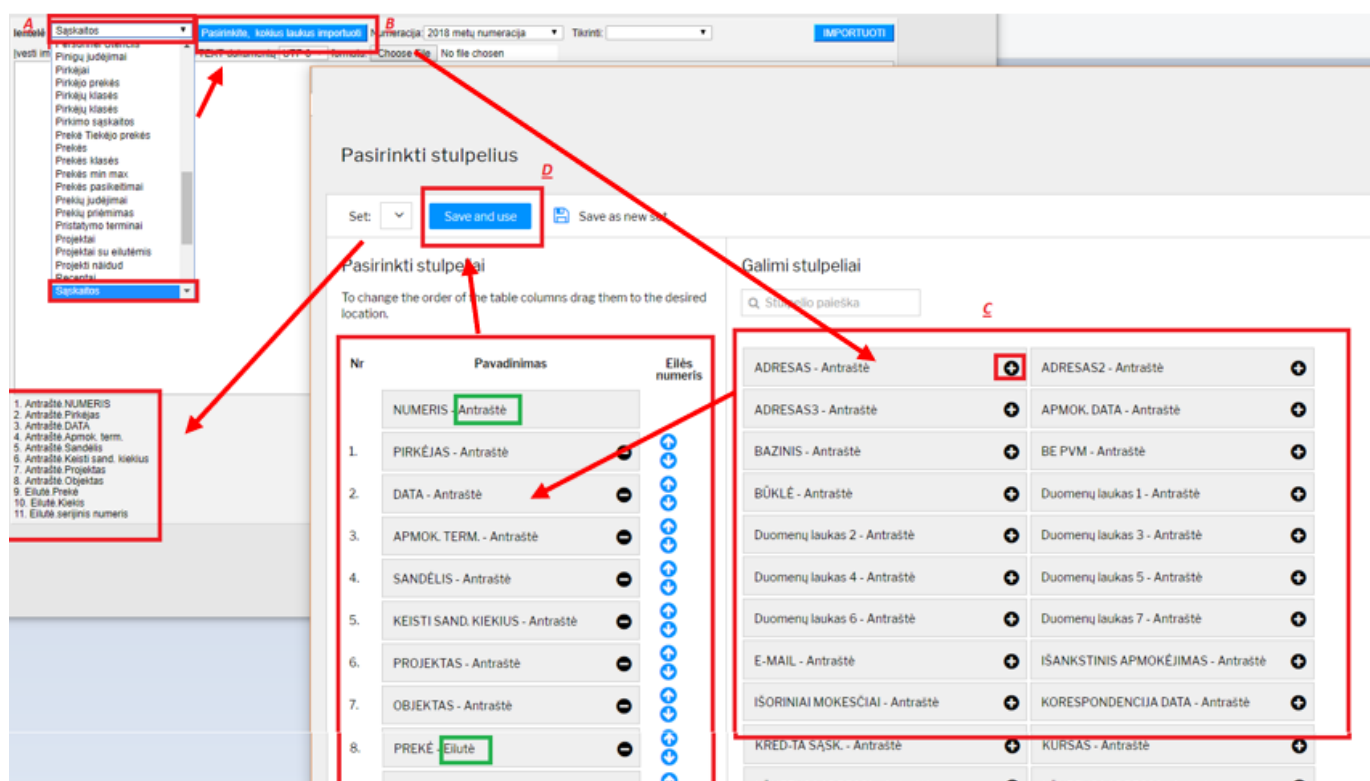 A
B
lentelė Sąskaitos Pasirinkite, kokius laukus importuoti Numeracija: 2018 metų numeracija Tikrinti: IMPORTUOTI
Įvesti im TEXT dokumentą UTF-8 formatu: Choose File No file chosen
Personnel Utensils
Pinigų judėjimai
Pirkėjai
Pirkėjo prekės
Pirkėjų klasės
Pirkėjų klasės
Pirkimo sąskaitos
Prekė Tiekėjo prekės
Prekės
Prekės klasės
Prekės min max
Prekės pasikeitimai
Prekių judėjimai
Prekių priėmimas
Pristatymo terminai
Projektai
Projektai su eilutėmis
Projekti näidud
Receptai
Sąskaitos
1. Antraštė.NUMERIS
2. Antraštė.Pirkėjas
3. Antraštė.DATA
4. Antraštė.Apmok. term.
5. Antraštė.Sandėlis
6. Antraštė.Keisti sand. kiekius
7. Antraštė.Projektas
8. Antraštė.Objektas
9. Eilutė.Prekė
10. Eilutė.Kiekis
11. Eilutė.serijinis numeris
Pasirinkti stulpelius
D
Set: Save and use Save as new set
Pasirinkti stulpeliai
To change the order of the table columns drag them to the desired
location.
Nr Pavadinimas Eilės
numeris
NUMERIS - Antraštė
1. PIRKĖJAS - Antraštė
2. DATA - Antraštė
3. APMOK. TERM. - Antraštė
4. SANDĖLIS - Antraštė
5. KEISTI SAND. KIEKIUS - Antraštė
6. PROJEKTAS - Antraštė
7. OBJEKTAS - Antraštė
8. PREKĖ - Eilutė
Galimi stulpeliai
Stulpelio paieška
C
ADRESAS - Antraštė ADRESAS2 - Antraštė
ADRESAS3 - Antraštė APMOK. DATA - Antraštė
BAZINIS - Antraštė BE PVM - Antraštė
BŪKLĖ - Antraštė Duomenų laukas 1 - Antraštė
Duomenų laukas 2 - Antraštė Duomenų laukas 3 - Antraštė
Duomenų laukas 4 - Antraštė Duomenų laukas 5 - Antraštė
Duomenų laukas 6 - Antraštė Duomenų laukas 7 - Antraštė
E-MAIL - Antraštė IŠANKSTINIS APMOKĖJIMAS - Antraštė
IŠORINIAI MOKESČIAI - Antraštė KORESPONDENCIJA DATA - Antraštė
KRED-TA SĄSK. - Antraštė KURSAS - Antraštė